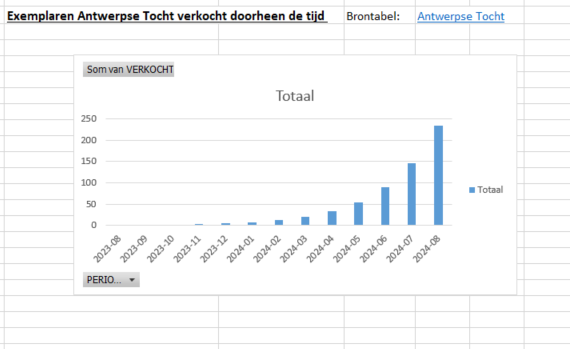 Exemplaren Antwerpse Tocht verkocht doorheen de tijd Brontabel: Antwerpse Tocht
Som van VERKOCHT
Totaal
250
200
150
100
50
0
2023-08 2023-09 2023-10 2023-11 2023-12 2024-01 2024-02 2024-03 2024-04 2024-05 2024-06 2024-07 2024-08
Totaal
PERIO...